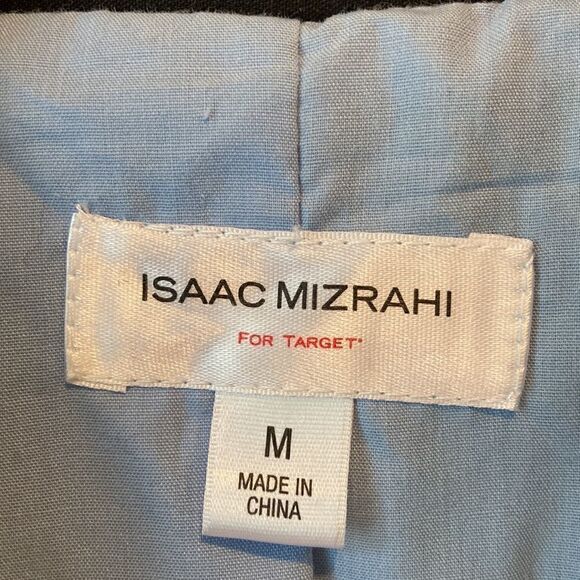 ISAAC MIZRAHI
FOR TARGET*
M
MADE IN
CHINA